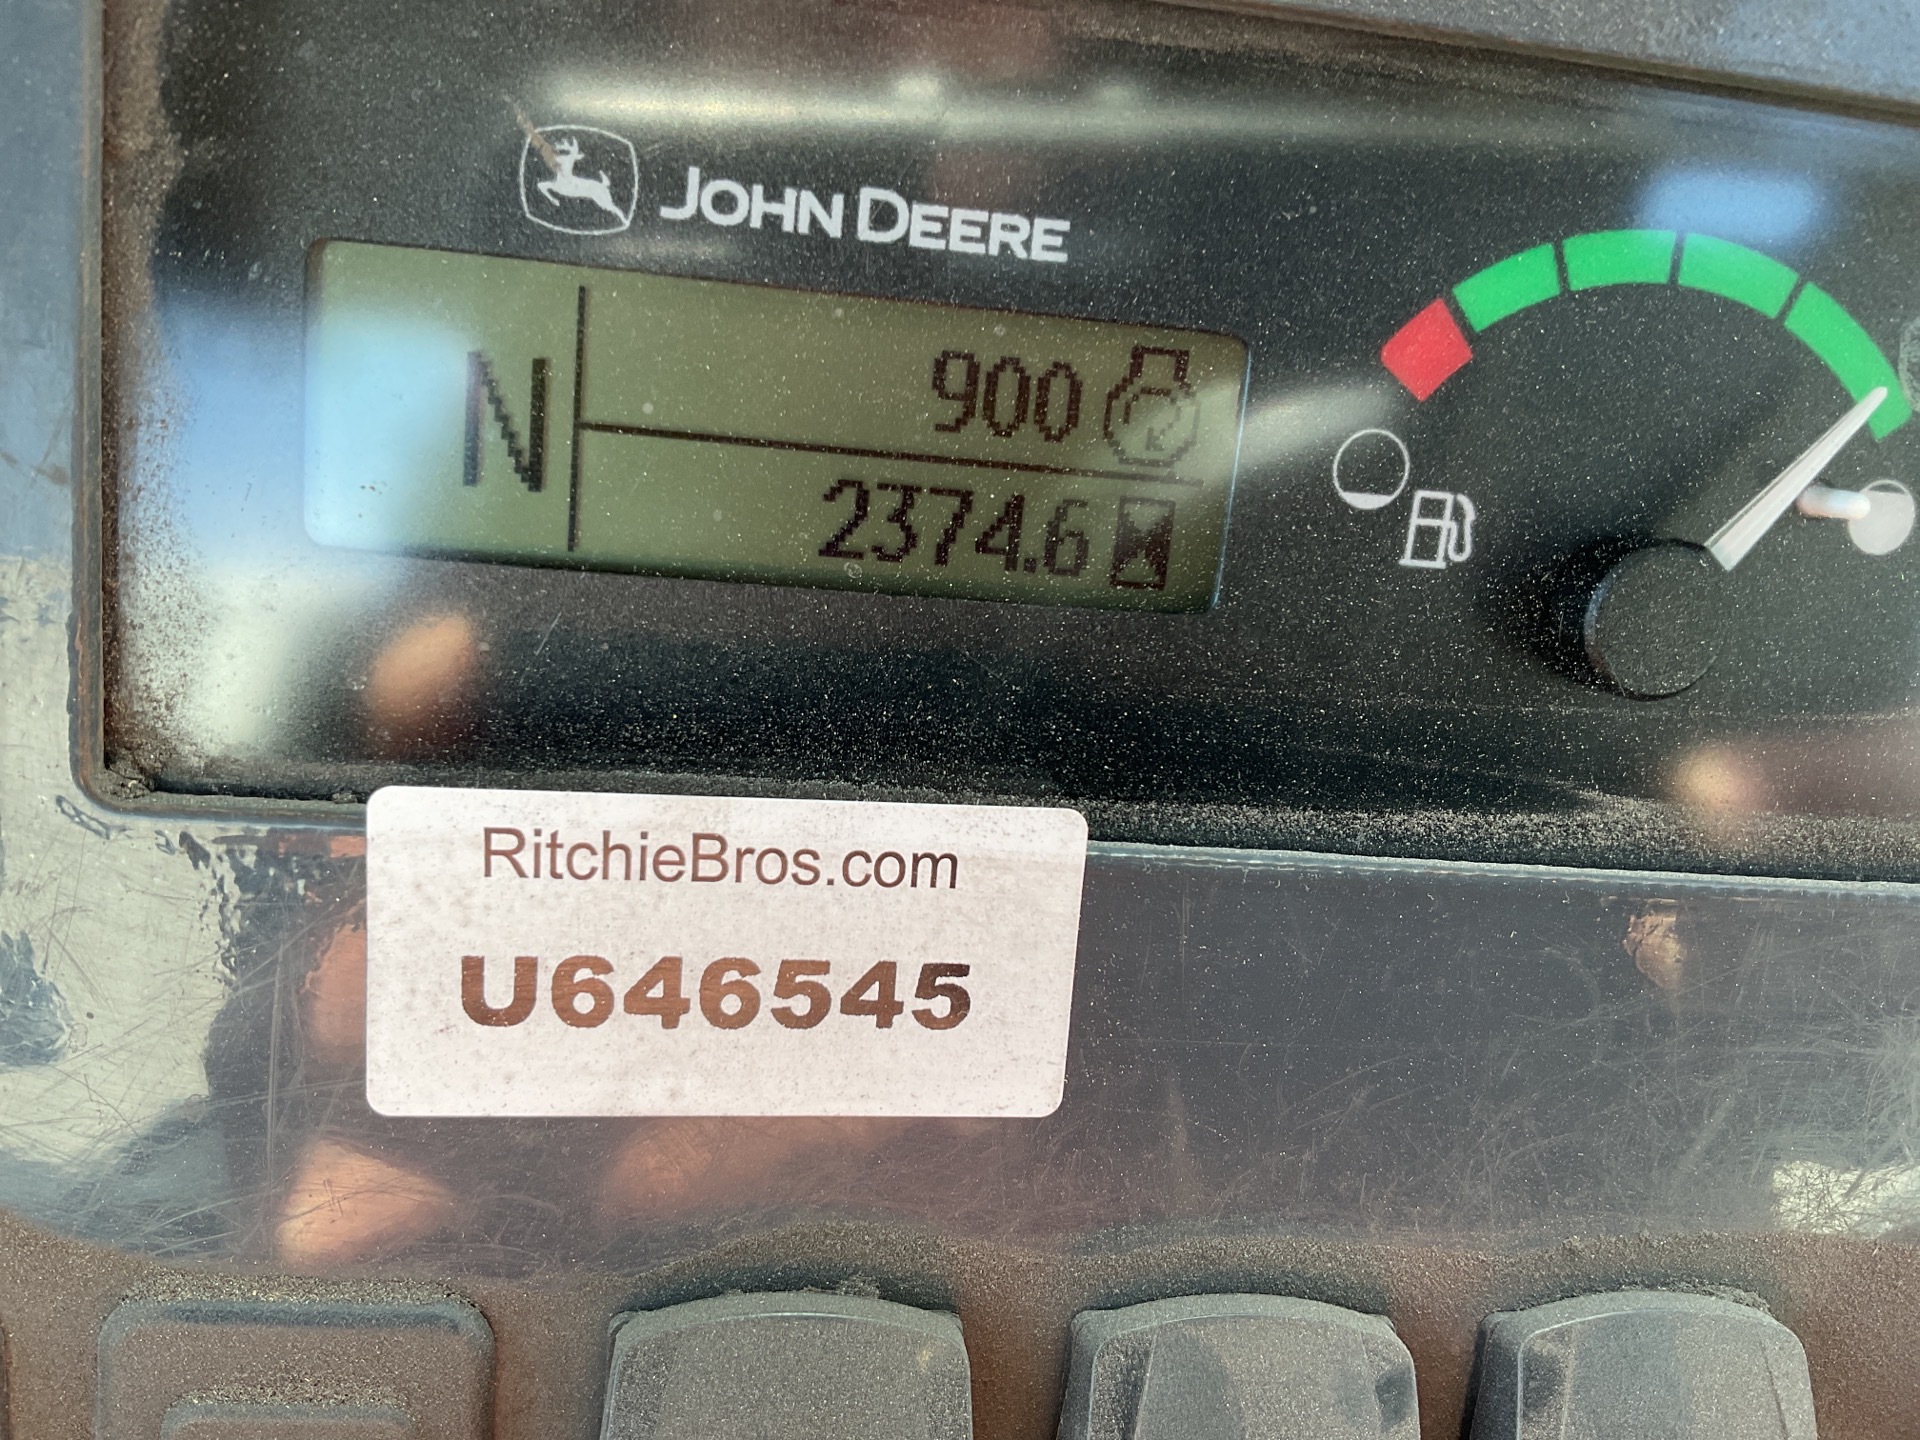 JOHN DEERE
N
900
2374.6
RitchieBros.com
U646545